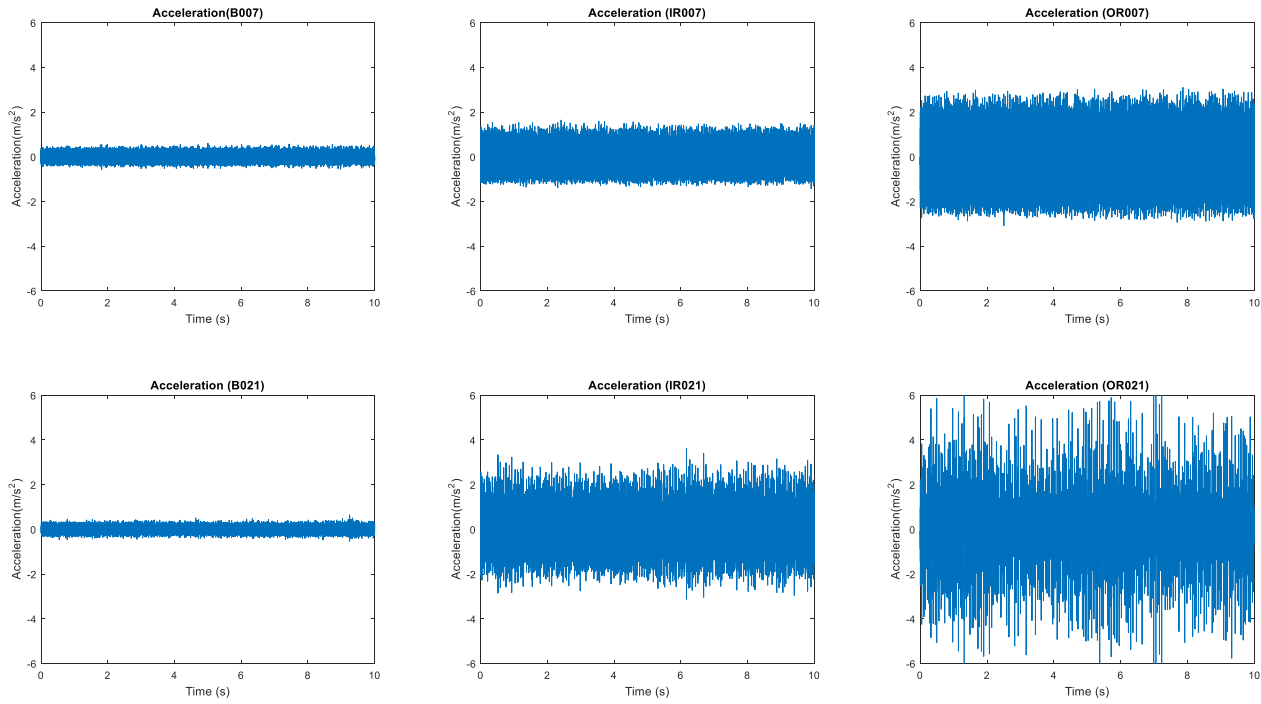 Acceleration(B007)
6
4
2
0
-2
-4
-6
Acceleration(m/s²)
0 2 4 6 8 10
Time (s)
Acceleration (IR007)
6
4
2
0
-2
-4
-6
Acceleration(m/s²)
0 2 4 6 8 10
Time (s)
Acceleration (OR007)
6
4
2
0
-2
-4
-6
Acceleration(m/s²)
0 2 4 6 8 10
Time (s)
Acceleration (B021)
6
4
2
0
-2
-4
-6
Acceleration(m/s²)
0 2 4 6 8 10
Time (s)
Acceleration (IR021)
6
4
2
0
-2
-4
-6
Acceleration(m/s²)
0 2 4 6 8 10
Time (s)
Acceleration (OR021)
6
4
2
0
-2
-4
-6
Acceleration(m/s²)
0 2 4 6 8 10
Time (s)